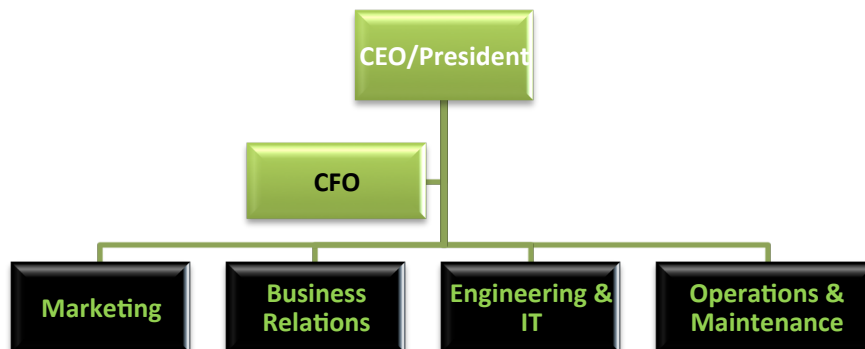 CEO/President
CFO
Marketing
Business
Relations
Engineering &
IT
Operations &
Maintenance